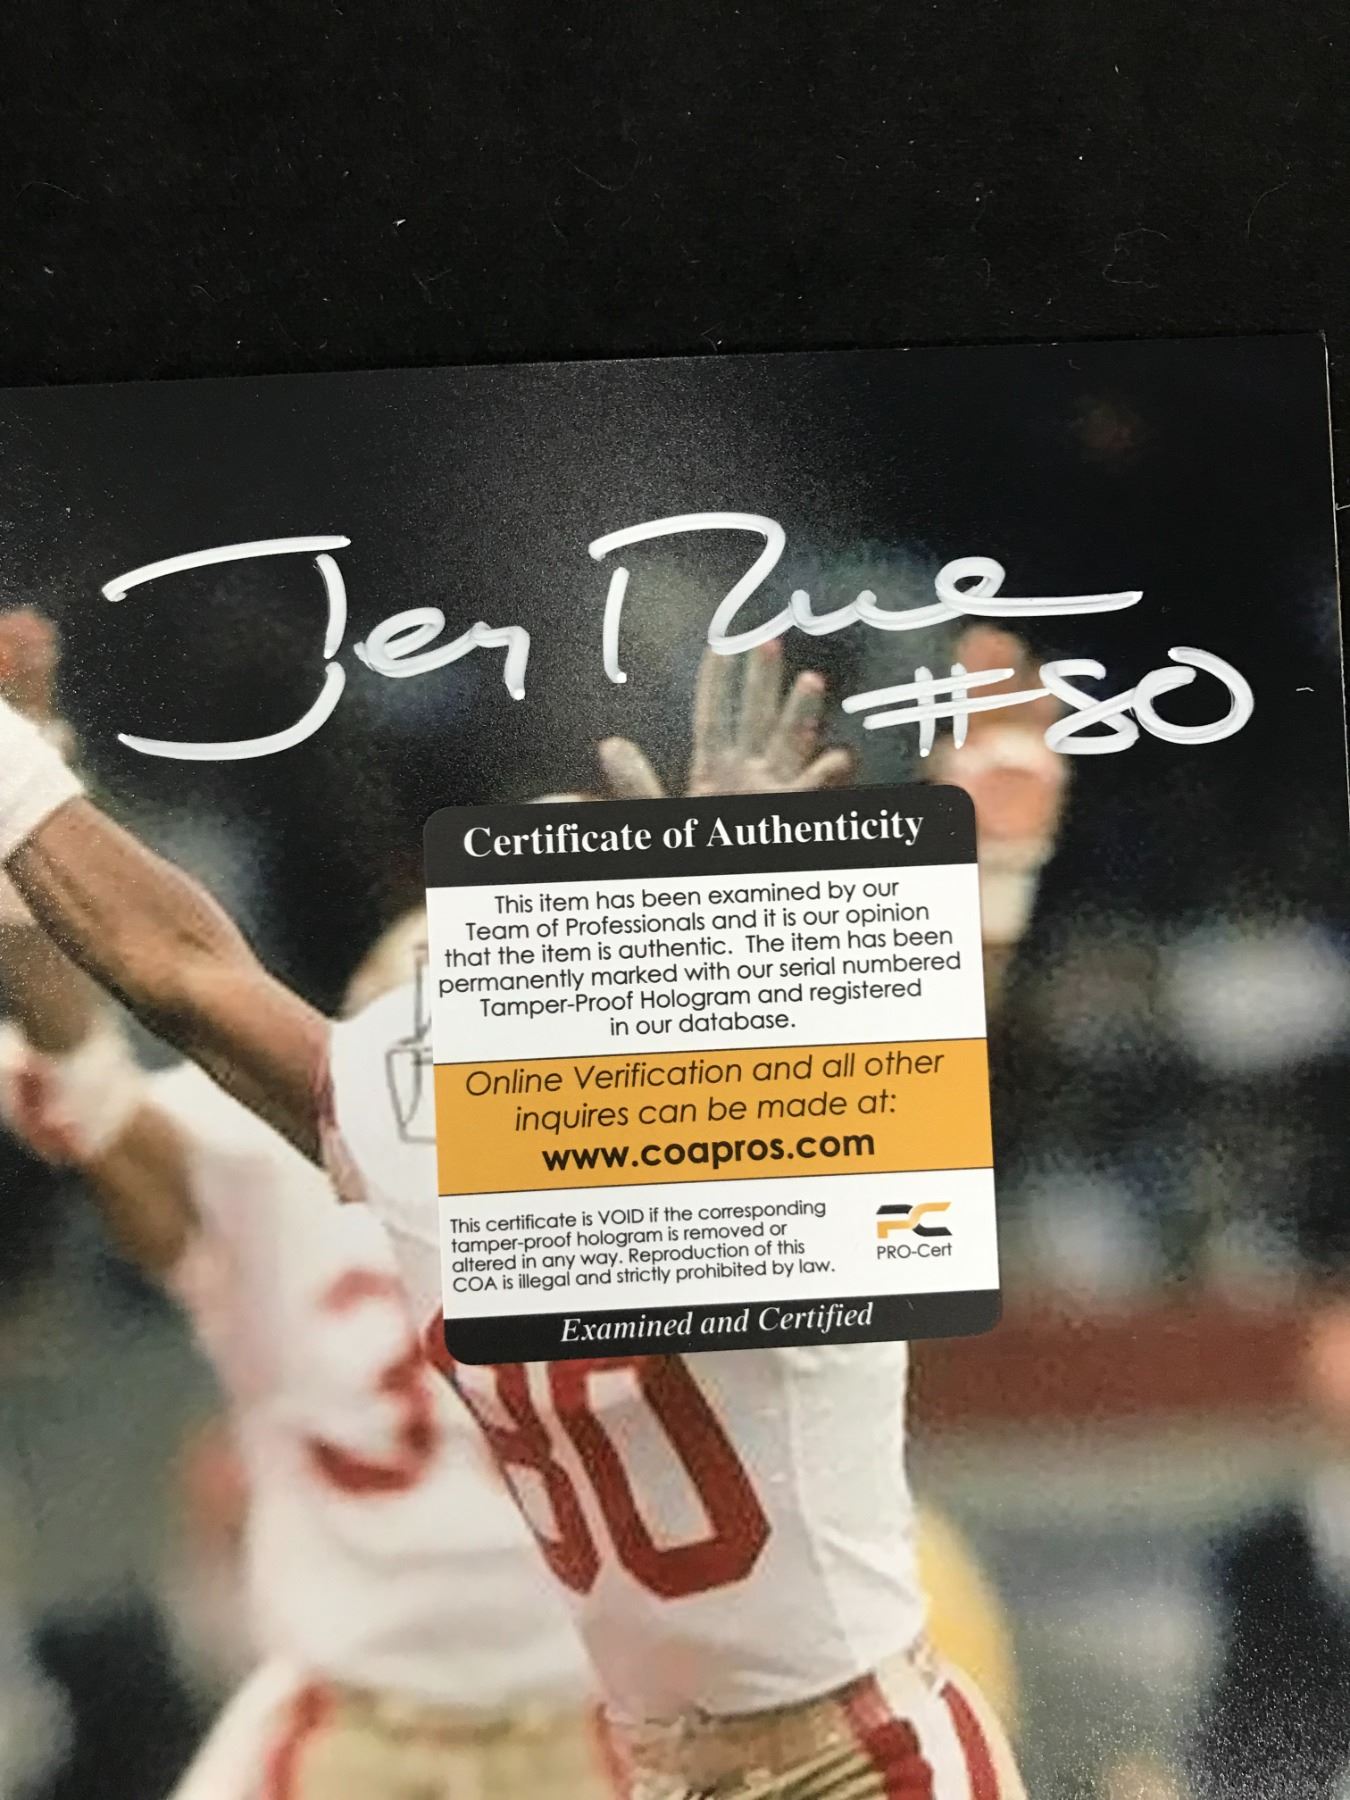 Jerry Rice
#80
Certificate of Authenticity
This item has been examined by our
Team of Professionals and it is our opinion
that the item is authentic. The item has been
permanently marked with our serial numbered
Tamper-Proof Hologram and registered
in our database.
Online Verification and all other
inquires can be made at:
www.coapros.com
This certificate is VOID if the corresponding
tamper-proof hologram is removed or
altered in any way. Reproduction of this
COA is illegal and strictly prohibited by law.
PC
PRO-Cert
Examined and Certified
80